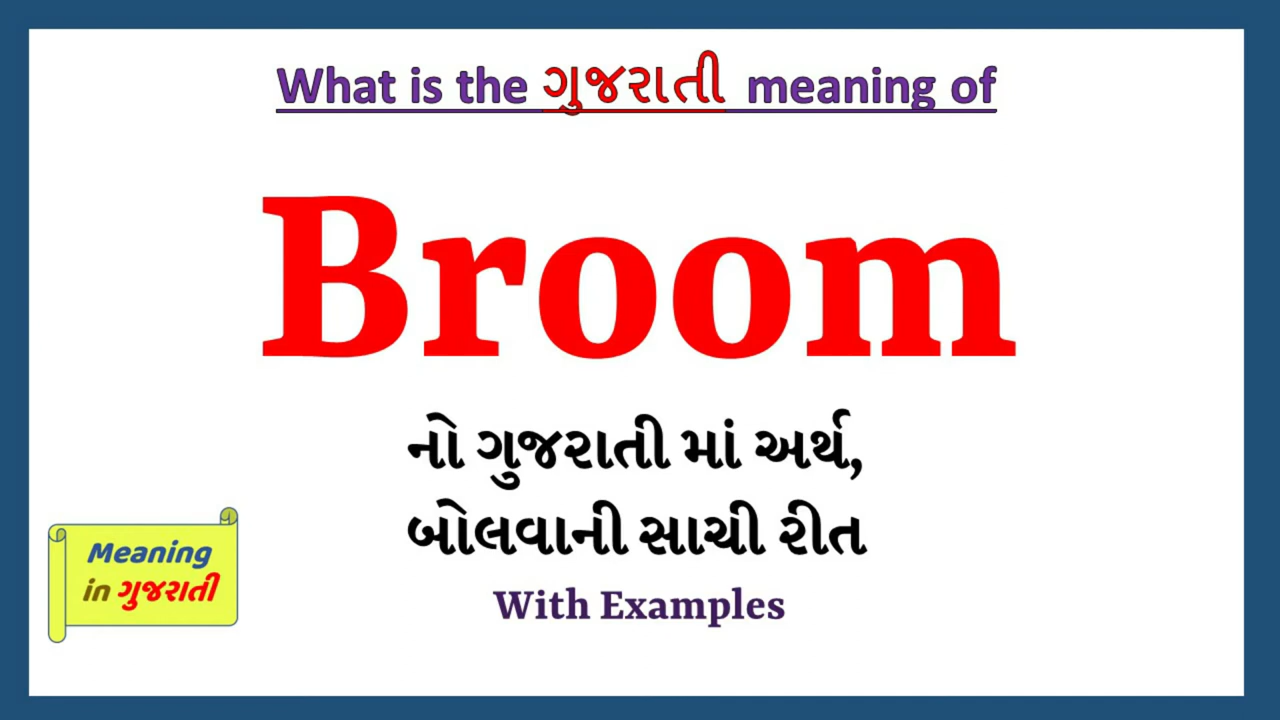 What is the ગુજરાતી meaning of
Broom
નો ગુજરાતી માં અર્થ,
બોલવાની સાચી રીત
With Examples
Meaning
in ગુજરાતી